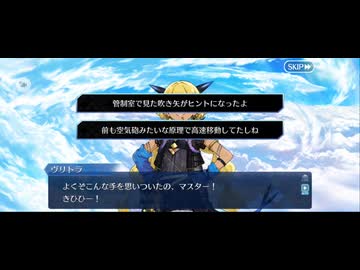 SKIP
管制室で見た吹き矢がヒントになったよ
前も空気砲みたいな原理で高速移動してたしね
ヴリトラ
よくぞこんな手を思いついたの、マスター！
きひひー！